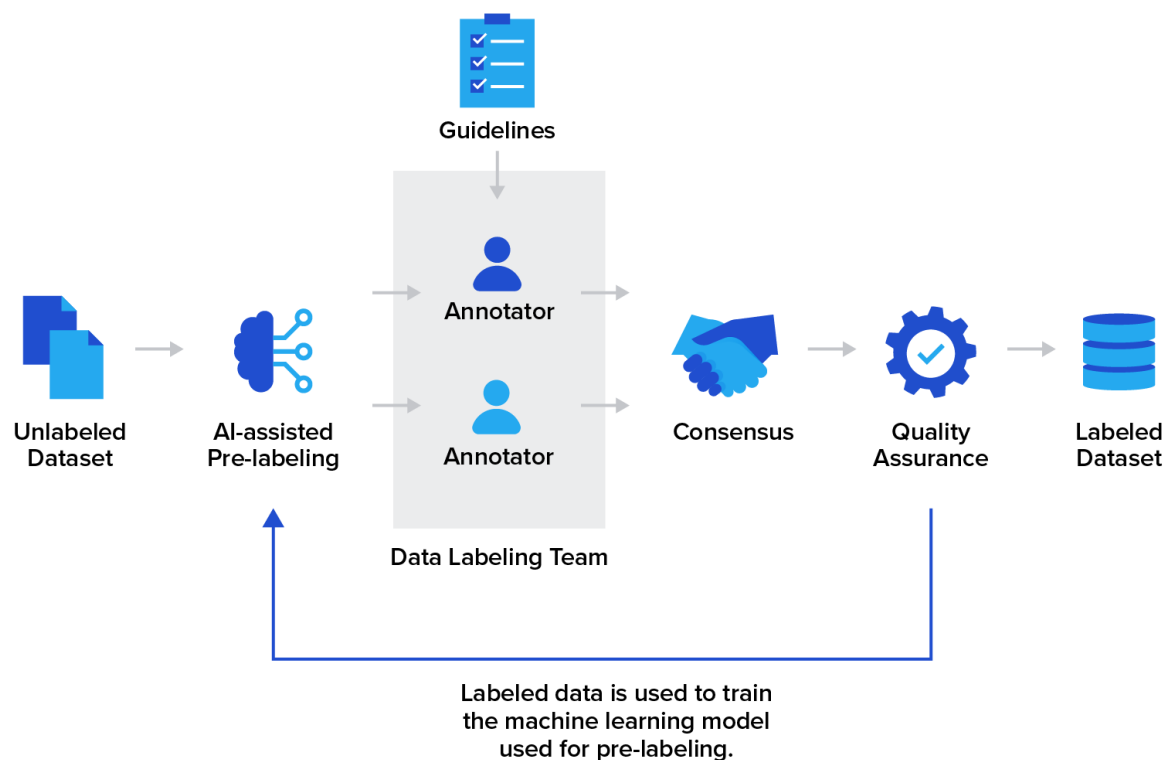 Guidelines
Annotator
Annotator
Data Labeling Team
Unlabeled
Dataset
AI-assisted
Pre-labeling
Consensus
Quality
Assurance
Labeled
Dataset
Labeled data is used to train
the machine learning model
used for pre-labeling.